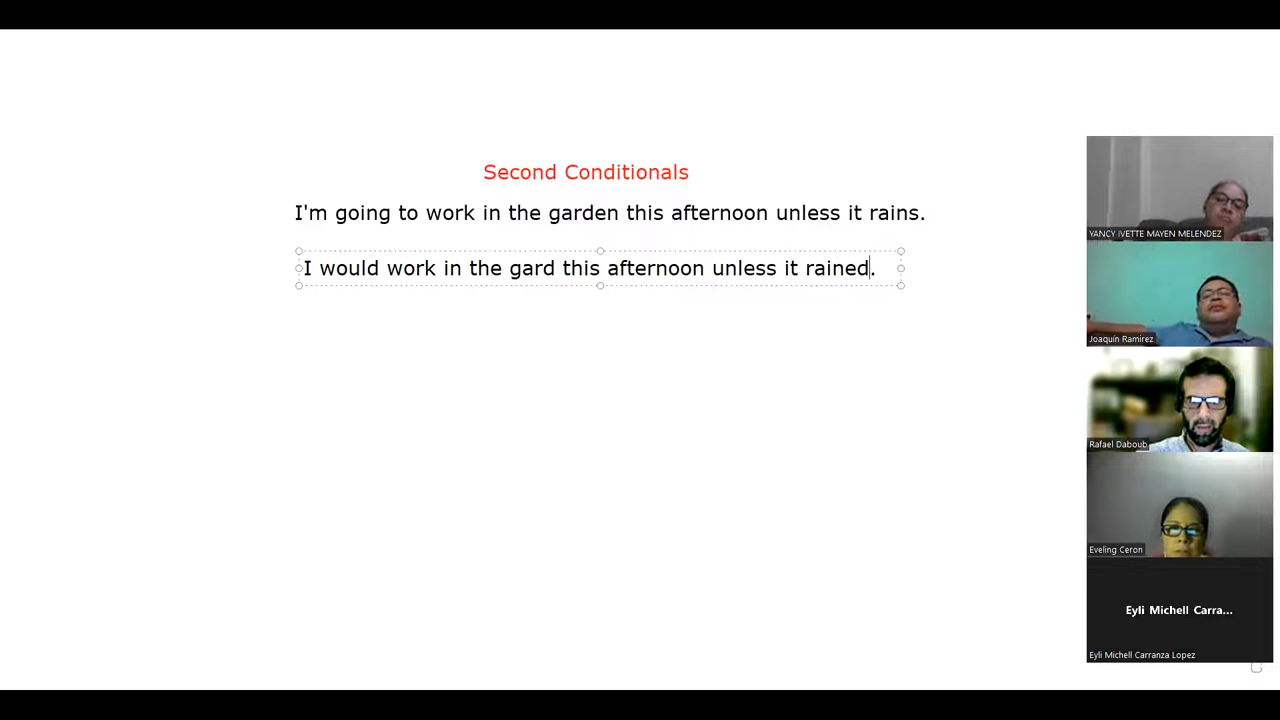 Second Conditionals
I'm going to work in the garden this afternoon unless it rains.
I would work in the gard this afternoon unless it rained.
YANCY IVETTE MAYEN MELENDEZ
Joaquín Ramirez
Rafael Daboub
Eveling Ceron
Eyli Michell Carra...
Eyli Michell Carranza Lopez